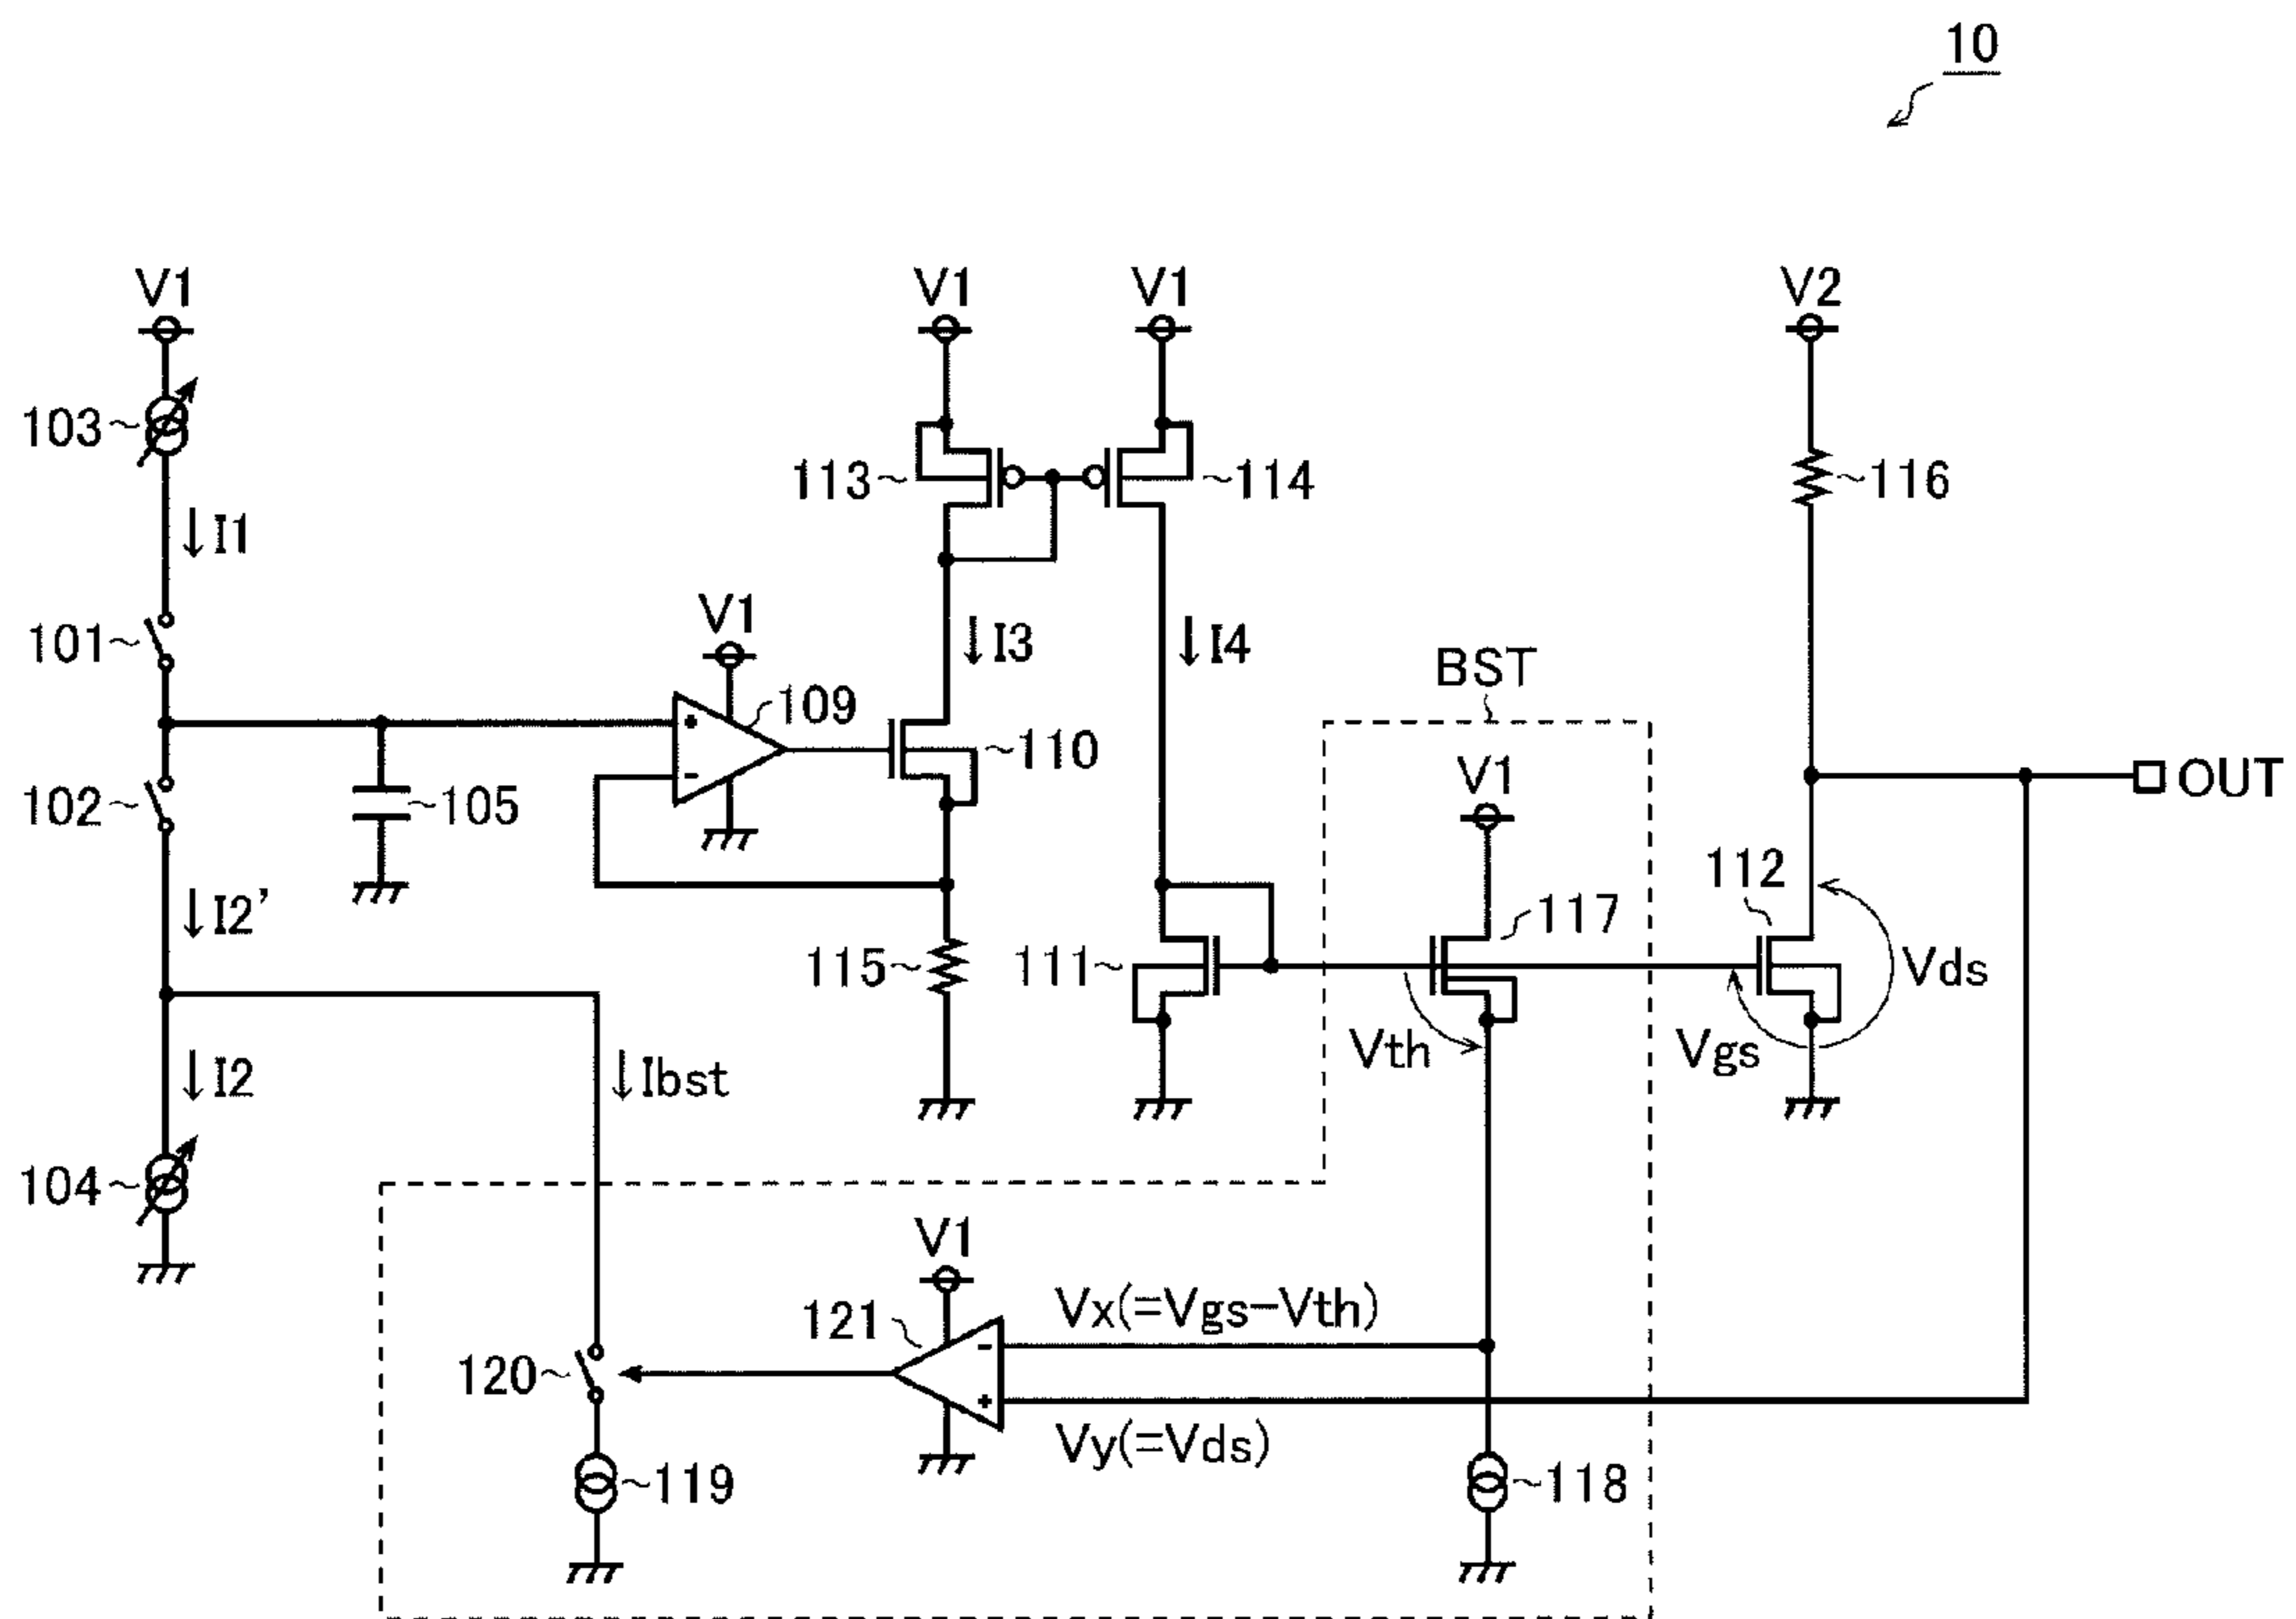 10
V1
V1
V1
V2
103
113
114
116
↓I1
101
V1
109
↓I3
↓I4
BST
110
V1
OUT
102
105
112
↓I2'
117
115
111
Vds
Vth
Vgs
↓I2
↓Ibst
104
V1
121
Vx(=Vgs-Vth)
120
Vy(=Vds)
119
118
+
-
-
+